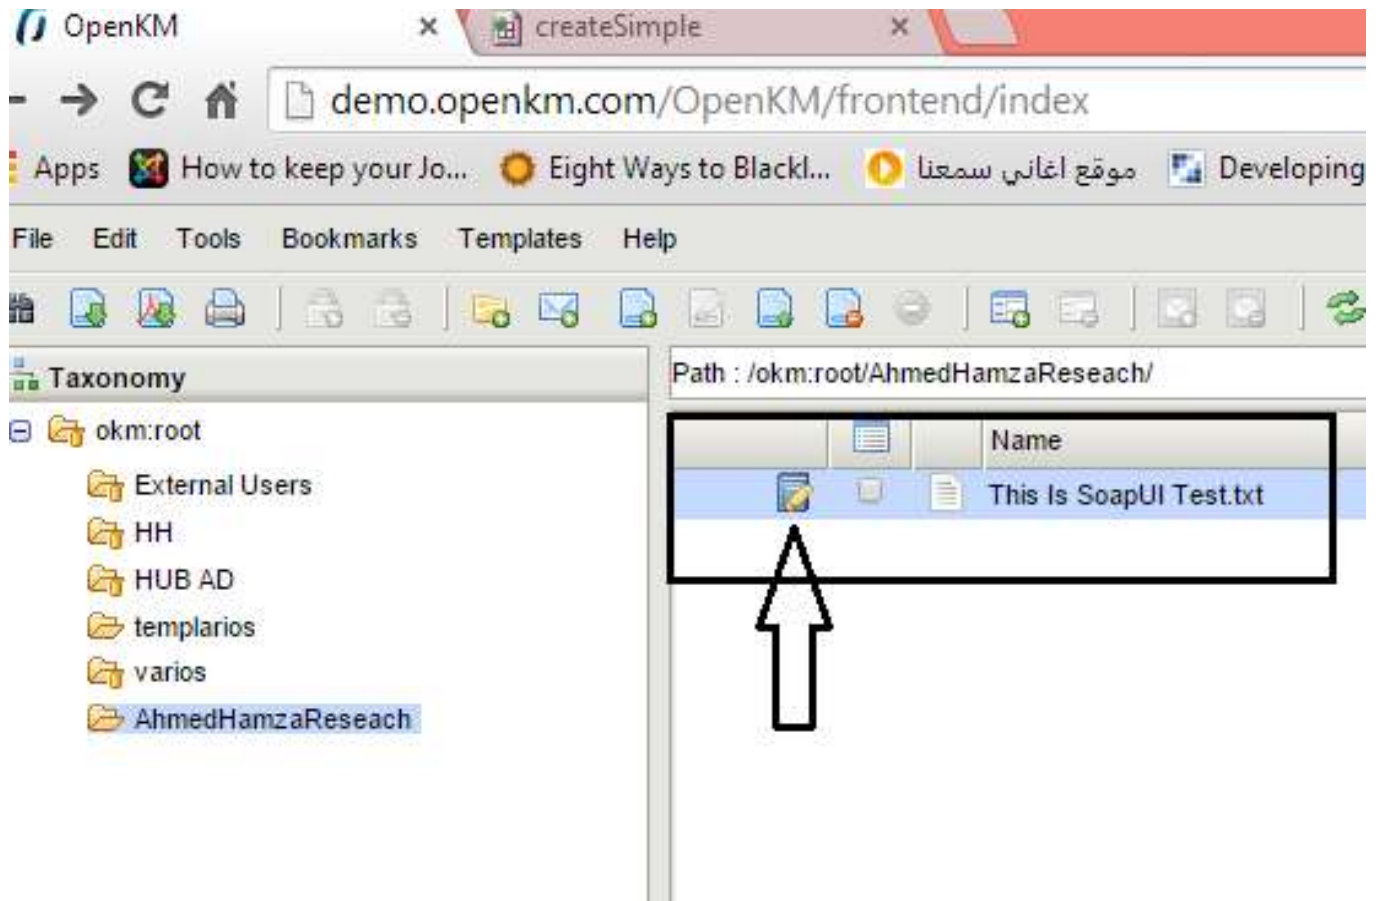 OpenKM createSimple
demo.openkm.com/OpenKM/frontend/index
Apps How to keep your Jo... Eight Ways to Blackl... موقع اغاني سمعنا Developing
File Edit Tools Bookmarks Templates Help
Taxonomy
Path : /okm:root/AhmedHamzaReseach/
okm:root
Name
External Users
This Is SoapUI Test.txt
HH
HUB AD
templarios
varios
AhmedHamzaReseach